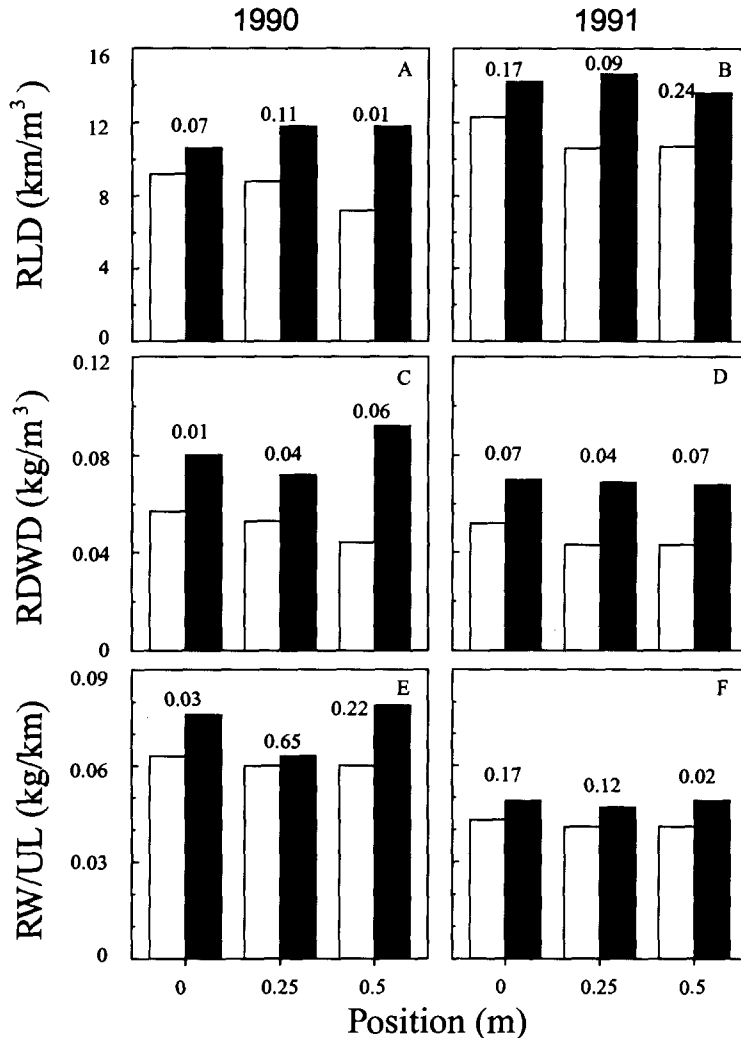 1990 1991
RLD (km/m³)
16
12
8
4
0
A
0.07 0.11 0.01
B
0.17 0.09 0.24
RDWD (kg/m³)
0.12
0.08
0.04
0
C
0.01 0.04 0.06
D
0.07 0.04 0.07
RW/UL (kg/km)
0.09
0.06
0.03
0
E
0.03 0.65 0.22
F
0.17 0.12 0.02
0 0.25 0.5 0 0.25 0.5
Position (m)